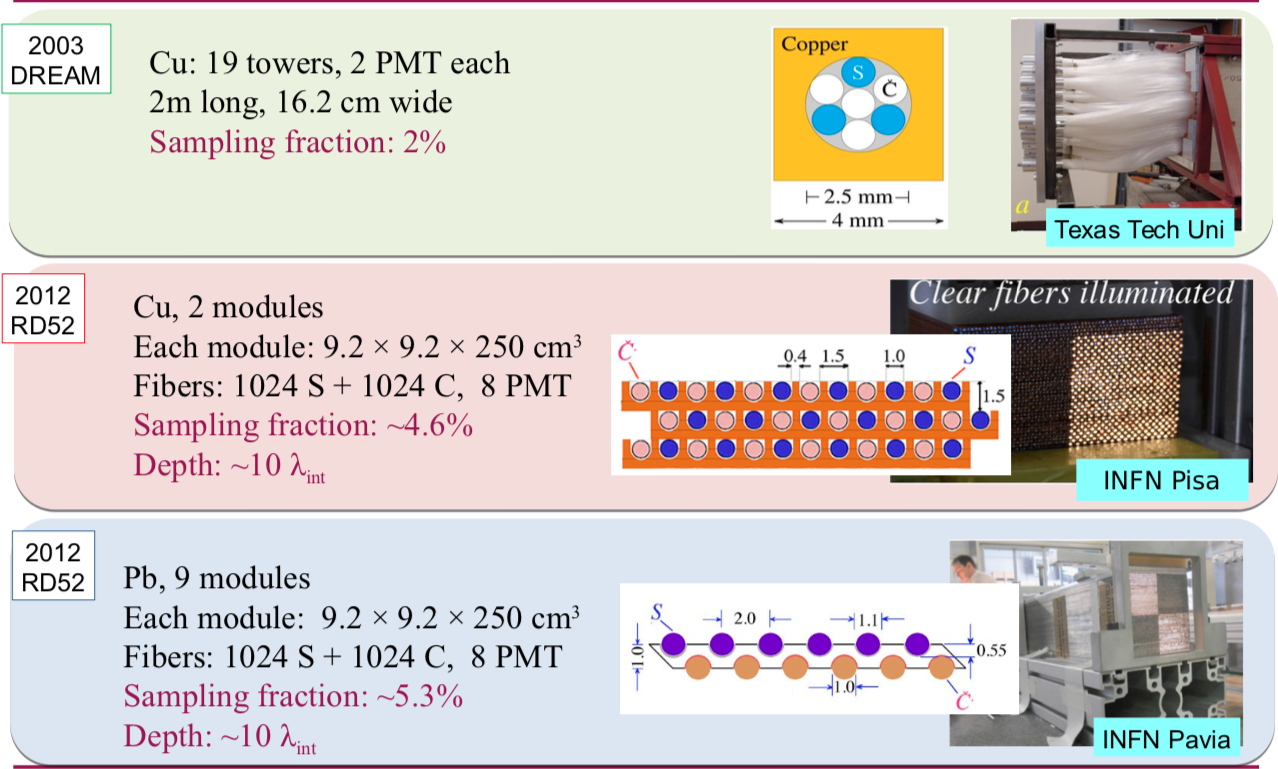 2003
DREAM
Cu: 19 towers, 2 PMT each
2m long, 16.2 cm wide
Sampling fraction: 2%
Copper
S
Č
2.5 mm
4 mm
a
Texas Tech Uni
2012
RD52
Cu, 2 modules
Each module: 9.2 × 9.2 × 250 cm³
Fibers: 1024 S + 1024 C, 8 PMT
Sampling fraction: ~4.6%
Depth: ~10 λint
Č
0.4
1.5
1.0
S
1.5
Clear fibers illuminated
INFN Pisa
2012
RD52
Pb, 9 modules
Each module: 9.2 × 9.2 × 250 cm³
Fibers: 1024 S + 1024 C, 8 PMT
Sampling fraction: ~5.3%
Depth: ~10 λint
S
2.0
1.1
1.0
0.55
1.0
Č
INFN Pavia